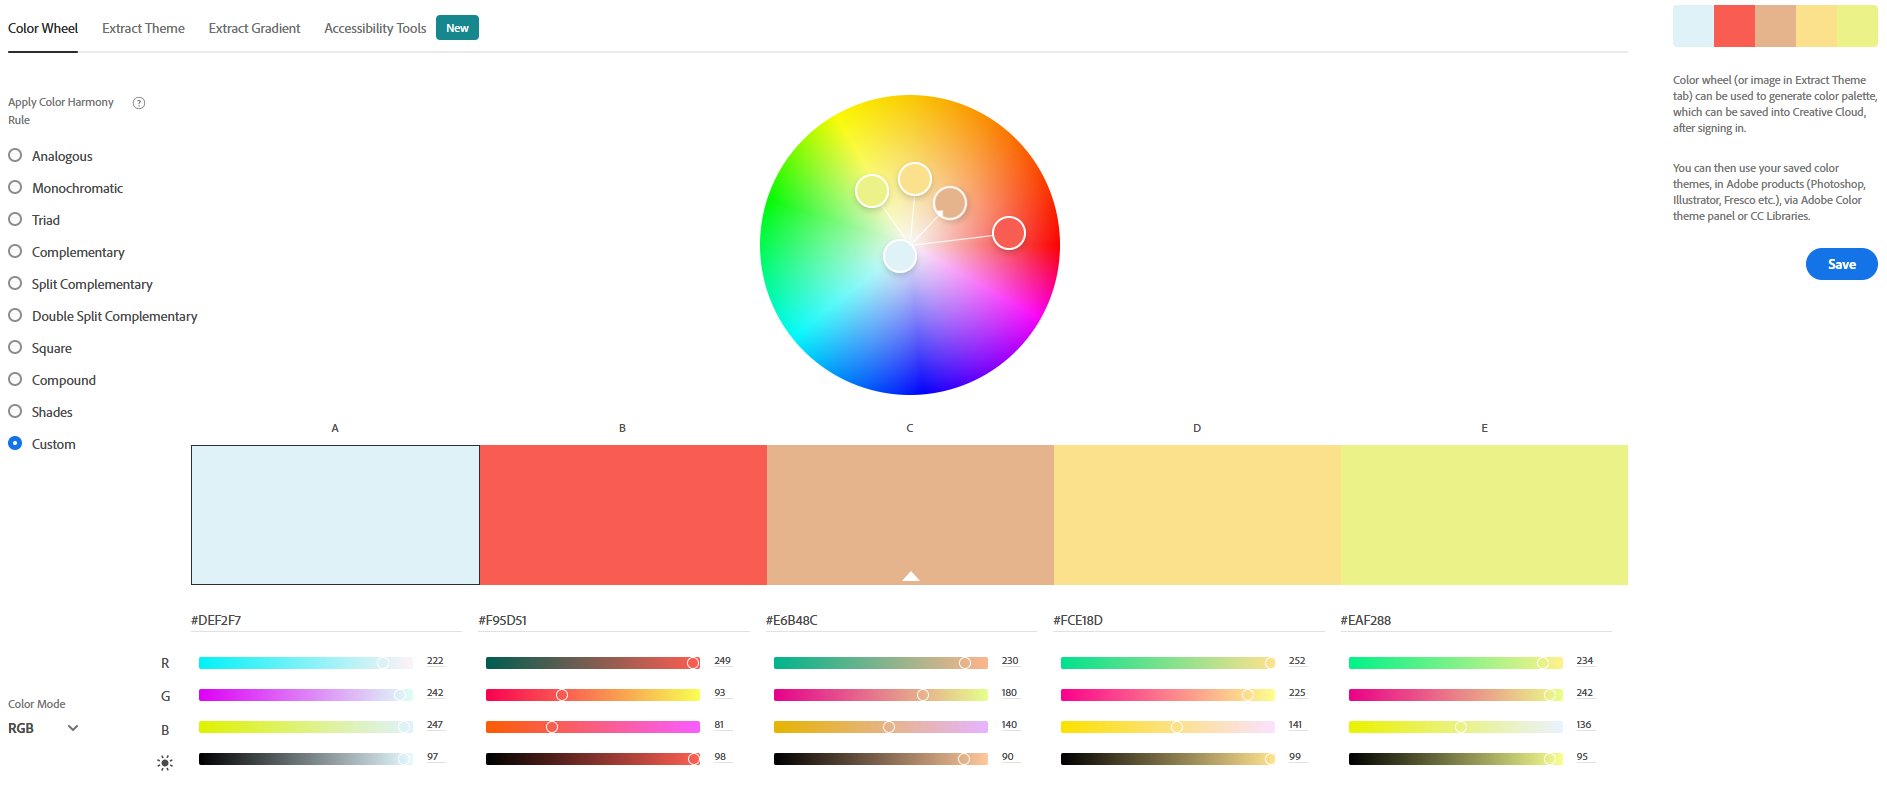 Color Wheel
Extract Theme
Extract Gradient
Accessibility Tools
New
Color wheel (or image in Extract Theme
tab) can be used to generate color palette,
which can be saved into Creative Cloud,
after signing in.
You can then use your saved color
themes, in Adobe products (Photoshop,
Illustrator, Fresco etc.), via Adobe Color
theme panel or CC Libraries.
Save
Apply Color Harmony
Rule
?
Analogous
Monochromatic
Triad
Complementary
Split Complementary
Double Split Complementary
Square
Compound
Shades
Custom
A B C D E
#DEF2F7 #F95D51 #E6B48C #FCE18D #EAF288
R 222 249 230 252 234
G 242 93 180 225 242
Color Mode
RGB
B 247 81 140 141 136
97 98 90 99 95